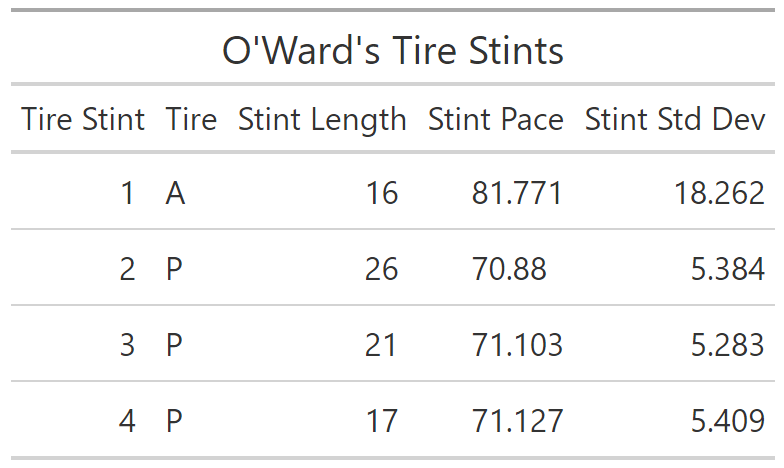 O'Ward's Tire Stints
Tire Stint Tire Stint Length Stint Pace Stint Std Dev
1 A 16 81.771 18.262
2 P 26 70.88 5.384
3 P 21 71.103 5.283
4 P 17 71.127 5.409